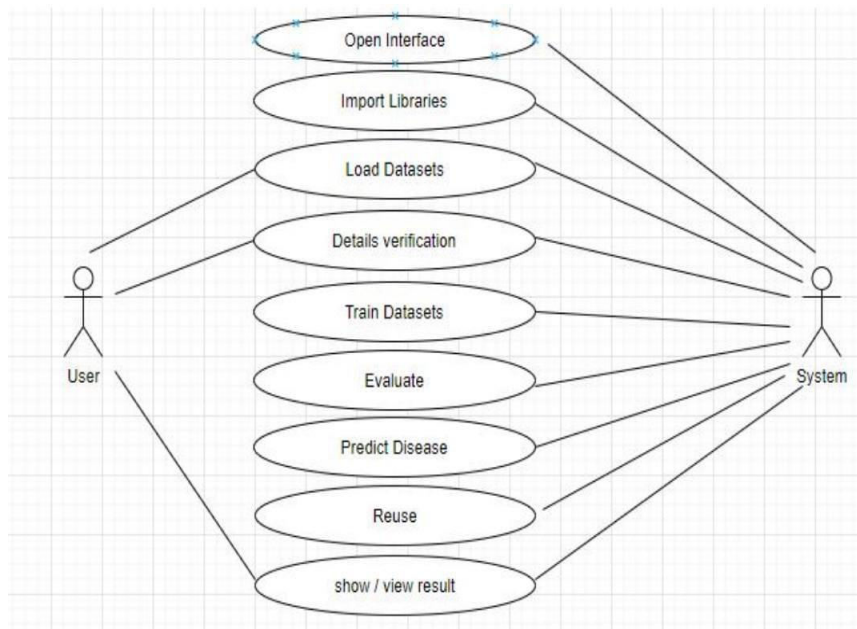 Open Interface
Import Libraries
Load Datasets
Details verification
Train Datasets
Evaluate
User
System
Predict Disease
Reuse
show / view result